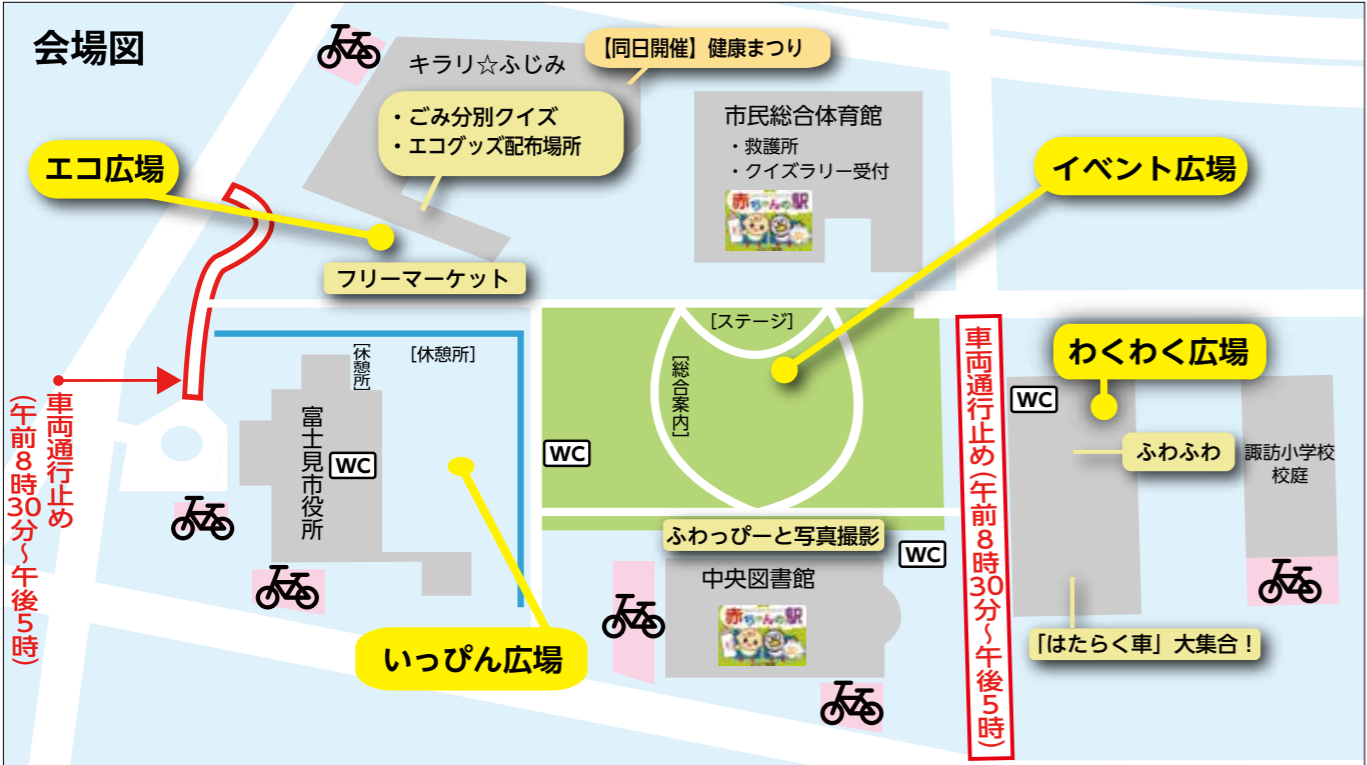 会場図
キラリ☆ふじみ
【同日開催】健康まつり
・ごみ分別クイズ
・エコグッズ配布場所
市民総合体育館
・救護所
・クイズラリー受付
赤ちゃんの駅
エコ広場
イベント広場
フリーマーケット
[ステージ]
[休憩所]
[休憩所]
[総合案内]
わくわく広場
車両通行止め
(午前8時30分～午後5時)
富士見市役所
WC
WC
WC
ふわふわ
諏訪小学校
校庭
車両通行止め(午前8時30分～午後5時)
ふわっぴーと写真撮影
WC
中央図書館
赤ちゃんの駅
いっぴん広場
「はたらく車」大集合！